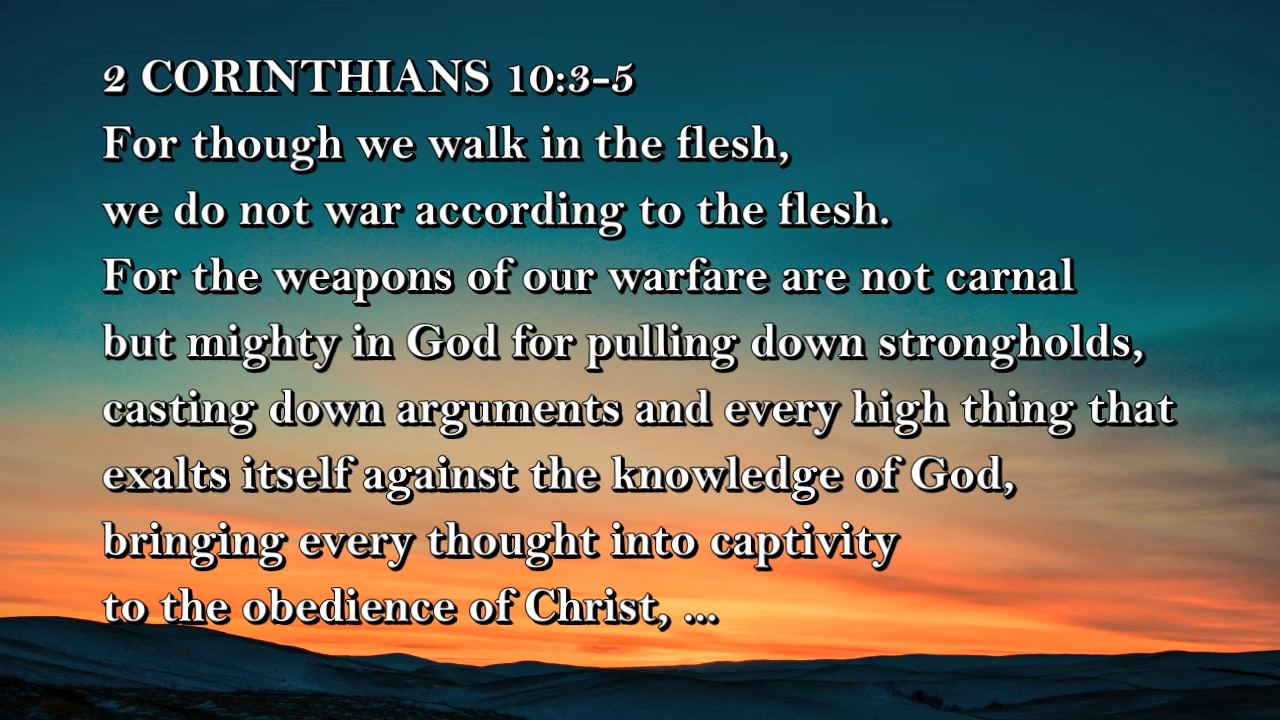 2 CORINTHIANS 10:3-5
For though we walk in the flesh,
we do not war according to the flesh.
For the weapons of our warfare are not carnal
but mighty in God for pulling down strongholds,
casting down arguments and every high thing that
exalts itself against the knowledge of God,
bringing every thought into captivity
to the obedience of Christ, ...